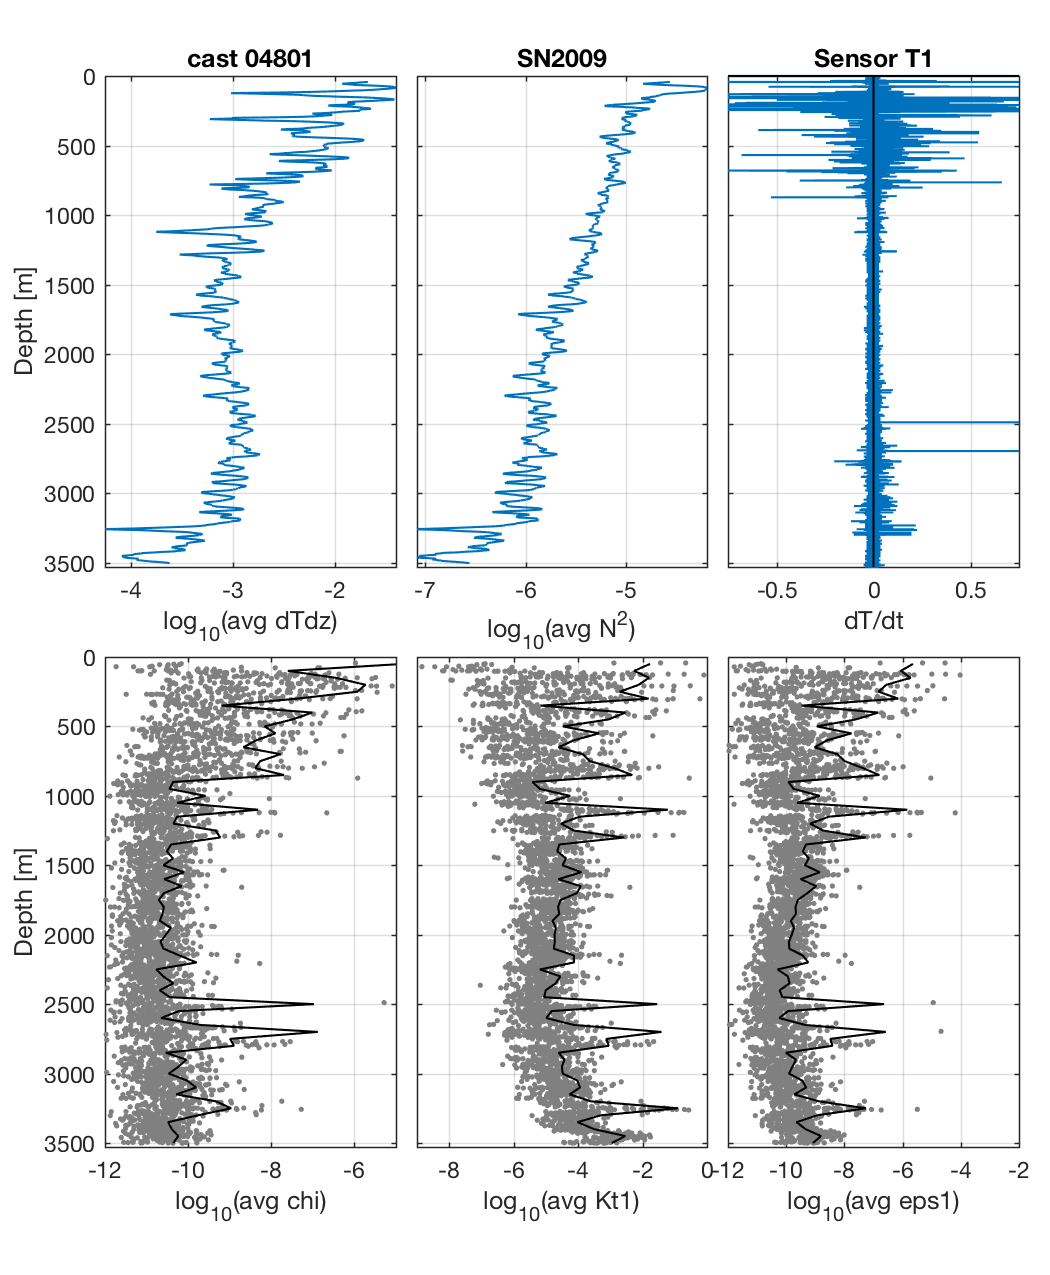 cast 04801 SN2009 Sensor T1
0
500
1000
1500
2000
2500
3000
3500
Depth [m]
-4 -3 -2 -7 -6 -5 -0.5 0 0.5
log10(avg dTdz) log10(avg N2) dT/dt
0
500
1000
1500
2000
2500
3000
3500
Depth [m]
-12 -10 -8 -6 -8 -6 -4 -2 0 -12 -10 -8 -6 -4 -2
log10(avg chi) log10(avg Kt1) log10(avg eps1)